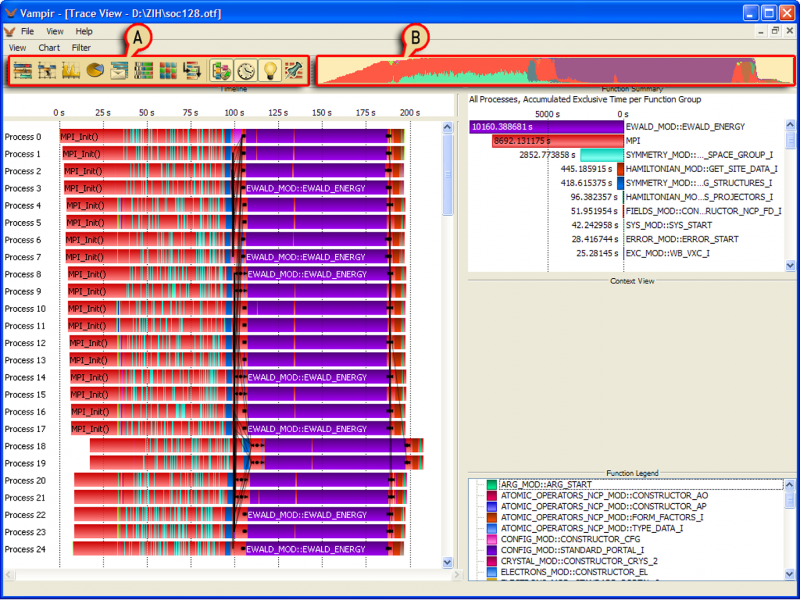 Vampir - [Trace View - D:\ZIH\soc128.otf]
File View Help
View Chart Filter
A
B
Timeline
0 s 25 s 50 s 75 s 100 s 125 s 150 s 175 s 200 s
Process 0 MPI_Init()
Process 1 MPI_Init()
Process 2 MPI_Init()
Process 3 MPI_Init() EWALD_MOD::EWALD_ENERGY
Process 4 MPI_Init()
Process 5 MPI_Init()
Process 6 MPI_Init()
Process 7 MPI_Init() EWALD_MOD::EWALD_ENERGY
Process 8 MPI_Init() EWALD_MOD::EWALD_ENERGY
Process 9 MPI_Init()
Process 10 MPI_Init()
Process 11 MPI_Init()
Process 12 MPI_Init()
Process 13 MPI_Init()
Process 14 MPI_Init() EWALD_MOD::EWALD_ENERGY
Process 15 MPI_Init()
Process 16 MPI_Init()
Process 17 MPI_Init() EWALD_MOD::EWALD_ENERGY
Process 18
Process 19
Process 20
Process 21
Process 22 EWALD_MOD::EWALD_ENERGY
Process 23
Process 24 EWALD_MOD::EWALD_ENERGY
Function Summary
All Processes, Accumulated Exclusive Time per Function Group
5000 s 0 s
10160.388681 s EWALD_MOD::EWALD_ENERGY
8692.131175 s MPI
2852.773858 s SYMMETRY_MOD::..._SPACE_GROUP_I
445.185915 s HAMILTONIAN_MOD::GET_SITE_DATA_I
418.615375 s SYMMETRY_MOD::...G_STRUCTURES_I
96.382357 s HAMILTONIAN_MO...S_PROJECTORS_I
51.951954 s FIELDS_MOD::CON...RUCTOR_NCP_FD_I
42.242958 s SYS_MOD::SYS_START
28.416744 s ERROR_MOD::ERROR_START
25.28145 s EXC_MOD::WB_VXC_I
Context View
Function Legend
ARG_MOD::ARG_START
ATOMIC_OPERATORS_NCP_MOD::CONSTRUCTOR_AO
ATOMIC_OPERATORS_NCP_MOD::CONSTRUCTOR_AP
ATOMIC_OPERATORS_NCP_MOD::FORM_FACTORS_I
ATOMIC_OPERATORS_NCP_MOD::TYPE_DATA_I
CONFIG_MOD::CONSTRUCTOR_CFG
CONFIG_MOD::STANDARD_PORTAL_I
CRYSTAL_MOD::CONSTRUCTOR_CRYS_2
ELECTRONS_MOD::CONSTRUCTOR_EL